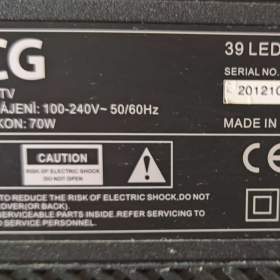 CG
39 LED
TV
SERIAL NO.
ÁJENÍ: 100-240V~ 50/60Hz
201210
KON: 70W
MADE IN
CAUTION
RISK OF ELECTRIC SHOCK
DO NOT OPEN
TO REDUCE THE RISK OF ELECTRIC SHOCK.DO NOT
COVER(OR BACK).
SERVICEABLE PARTS INSIDE.REFER SERVICING TO
D SERVICE PERSONNEL.